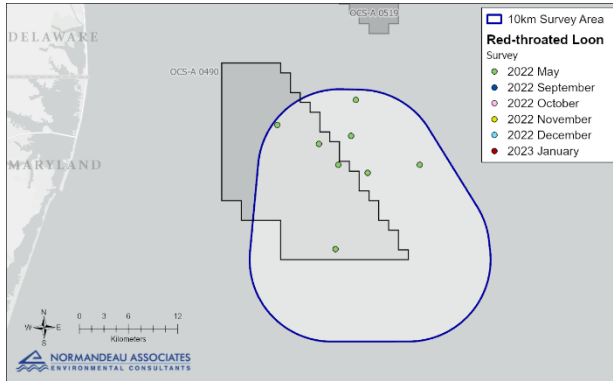 DELAWARE
MARYLAND
OCS-A 0519
OCS-A 0490
10km Survey Area
Red-throated Loon
Survey
2022 May
2022 September
2022 October
2022 November
2022 December
2023 January
N
W E
S
0 3 6 12
Kilometers
NORMANDEAU ASSOCIATES
ENVIRONMENTAL CONSULTANTS